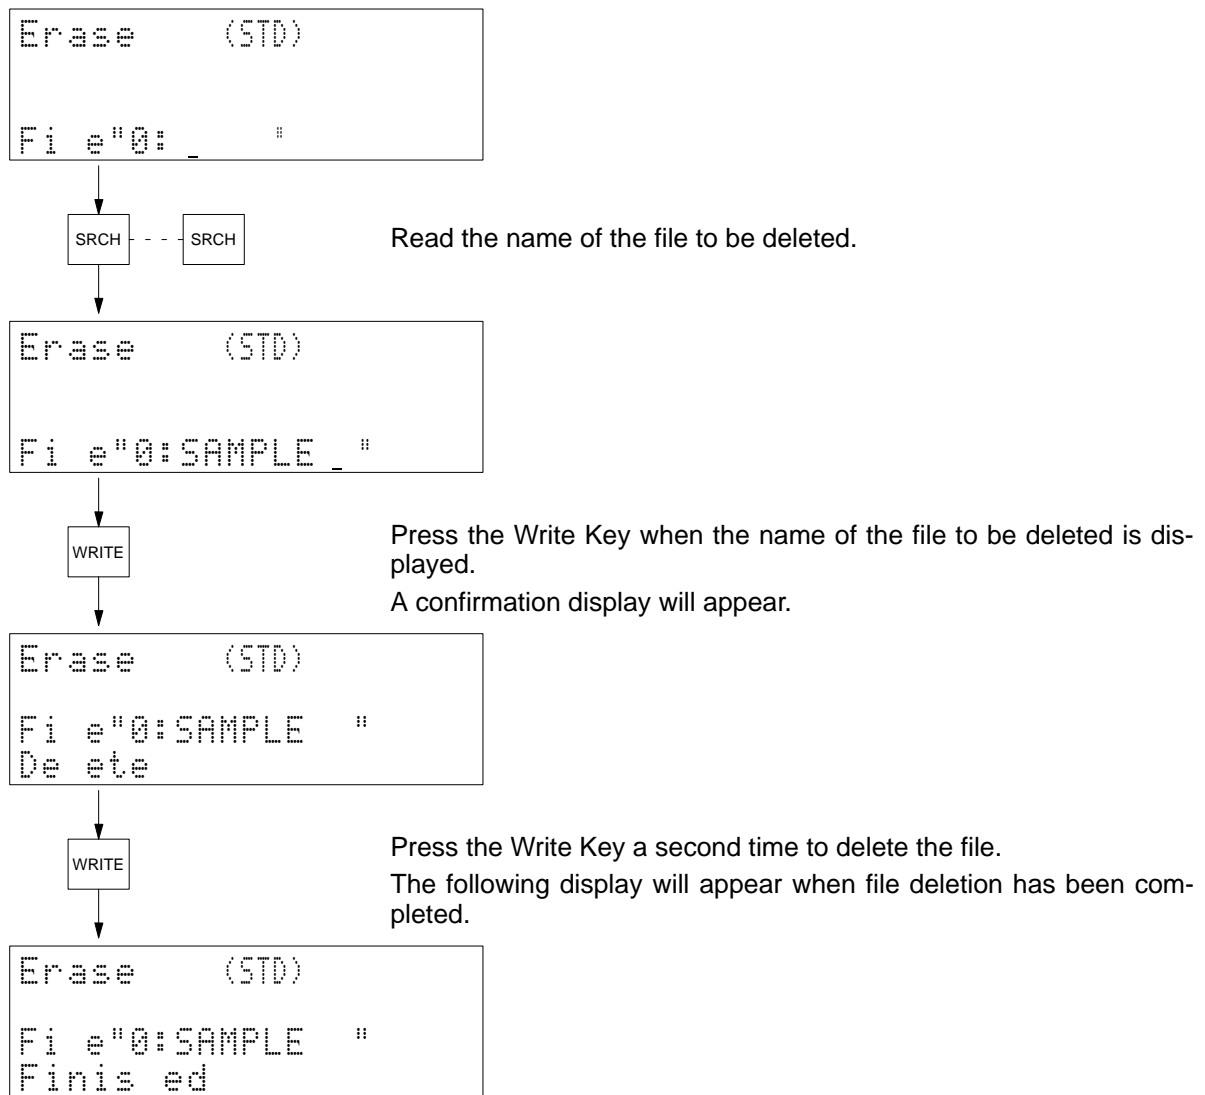 Erase (STD)
Fi e"0: _ "
SRCH - - - SRCH
Read the name of the file to be deleted.
Erase (STD)
Fi e"0:SAMPLE _ "
WRITE
Press the Write Key when the name of the file to be deleted is dis-
played.
A confirmation display will appear.
Erase (STD)
Fi e"0:SAMPLE "
De ete
WRITE
Press the Write Key a second time to delete the file.
The following display will appear when file deletion has been com-
pleted.
Erase (STD)
Fi e"0:SAMPLE "
Finis ed